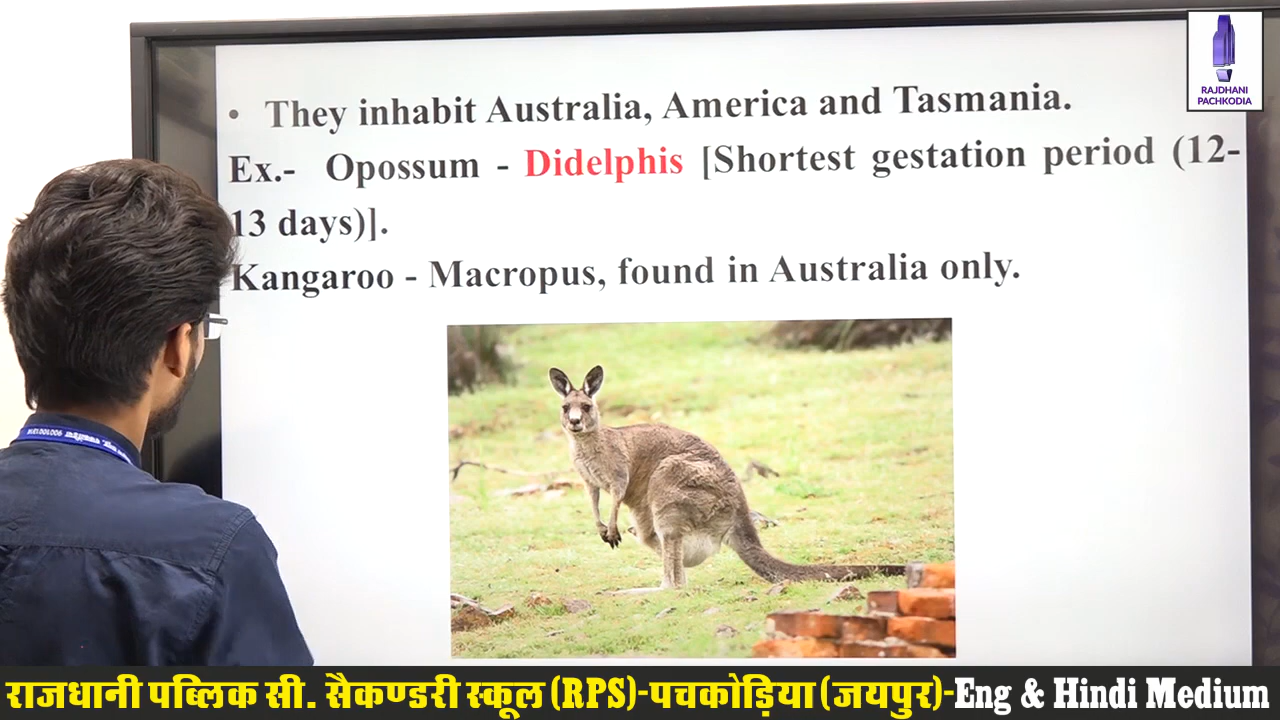 RAJDHANI
PACHKODIA
• They inhabit Australia, America and Tasmania.
Ex.- Opossum - Didelphis [Shortest gestation period (12-
13 days)].
Kangaroo - Macropus, found in Australia only.
राजधानी पब्लिक सी. सैकण्डरी स्कूल (RPS)-पचकोड़िया (जयपुर)-Eng & Hindi Medium